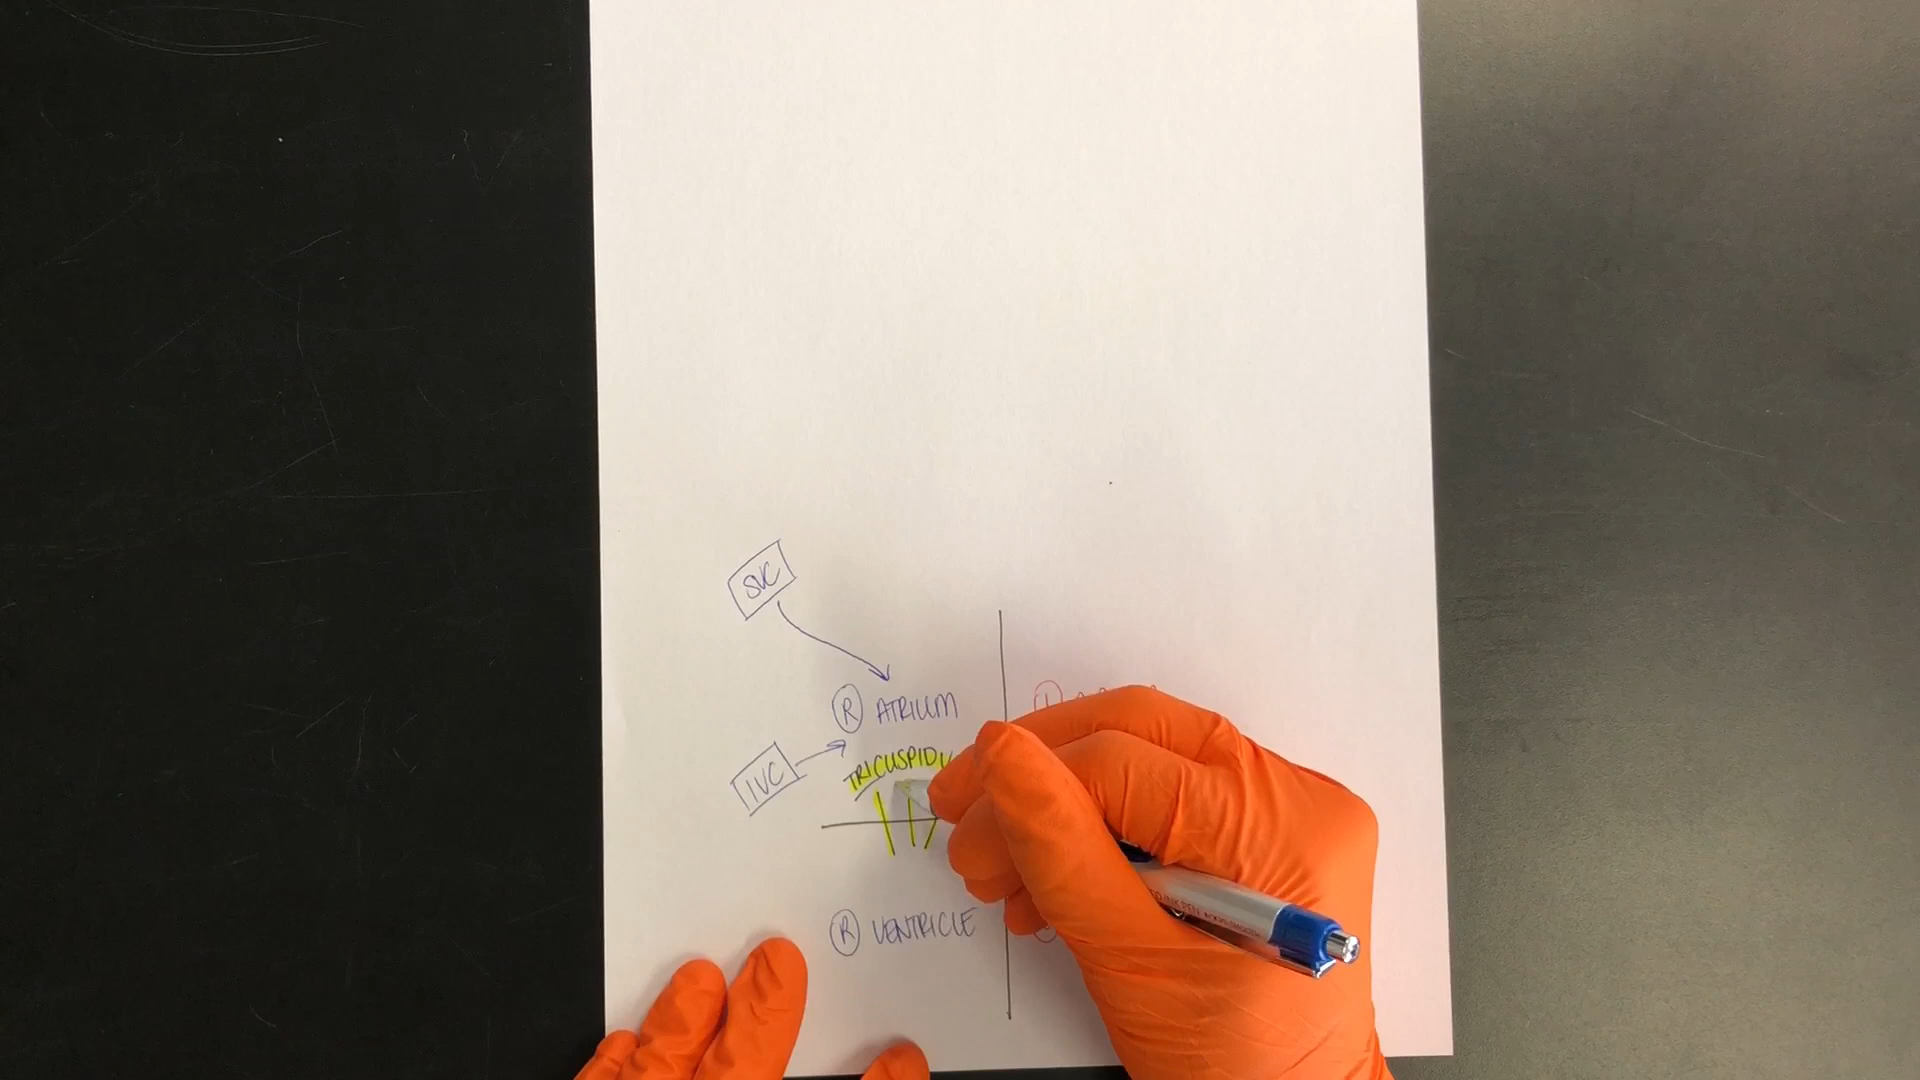 SVC
Ⓡ ATRIUM
TRICUSPID
IVC
Ⓡ VENTRICLE